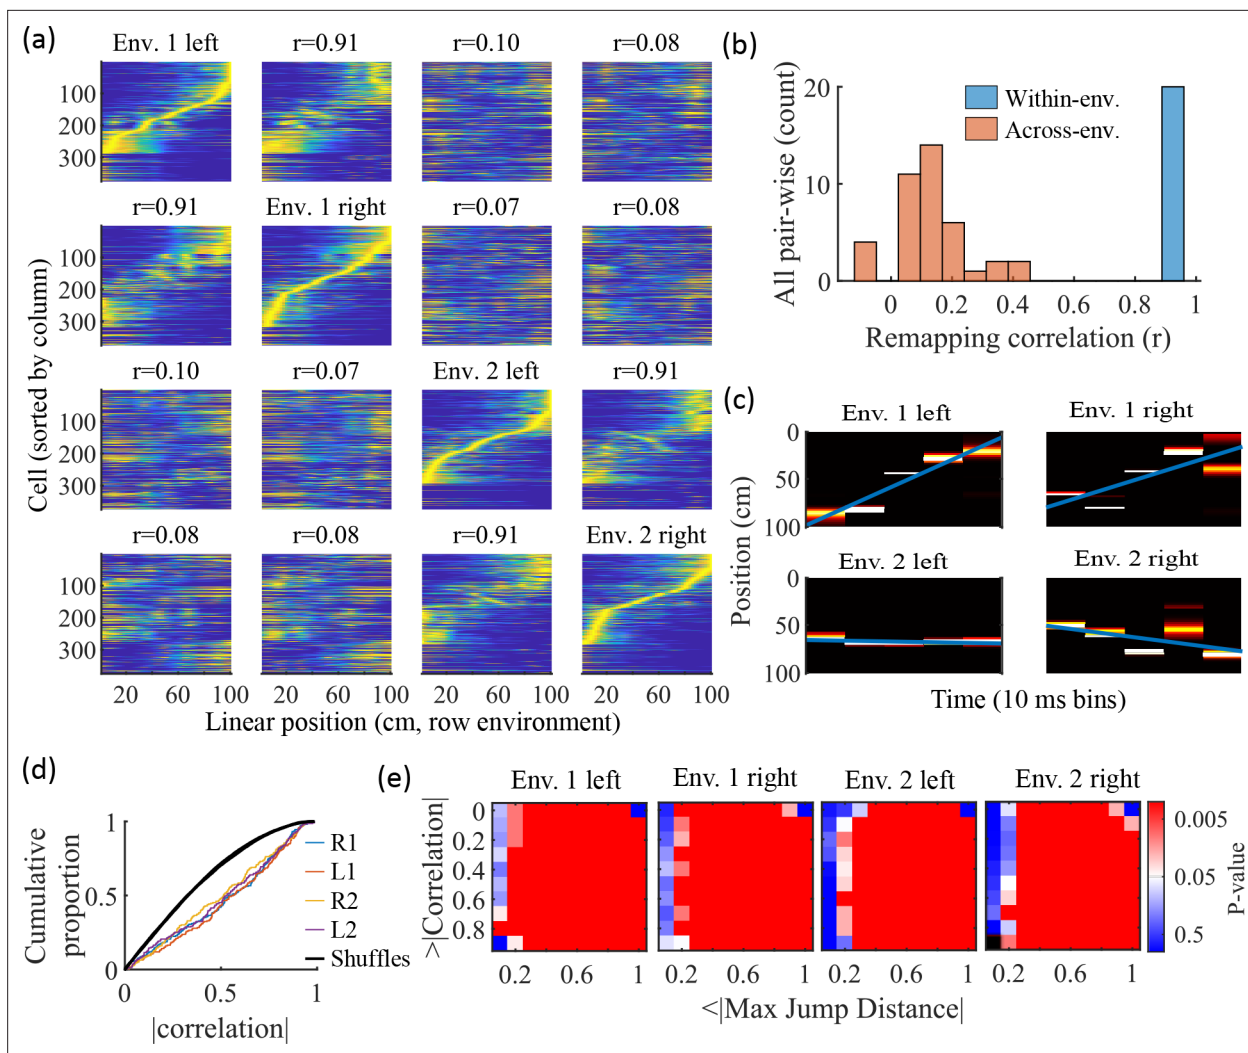 (a)
Env. 1 left
r=0.91
r=0.10
r=0.08
100
200
300
r=0.91
Env. 1 right
r=0.07
r=0.08
100
200
300
r=0.10
r=0.07
Env. 2 left
r=0.91
100
200
300
r=0.08
r=0.08
r=0.91
Env. 2 right
100
200
300
20 60 100
20 60 100
20 60 100
20 60 100
Cell (sorted by column)
Linear position (cm, row environment)
(b)
20
10
0
Within-env.
Across-env.
0 0.2 0.4 0.6 0.8 1
All pair-wise (count)
Remapping correlation (r)
(c)
Env. 1 left
Env. 1 right
0
50
100
Env. 2 left
Env. 2 right
0
50
100
Position (cm)
Time (10 ms bins)
(d)
1
0.5
0
0 0.5 1
R1
L1
R2
L2
Shuffles
Cumulative
proportion
|correlation|
(e)
Env. 1 left
Env. 1 right
Env. 2 left
Env. 2 right
0
0.2
0.4
0.6
0.8
0.2 0.6 1
0.2 0.6 1
0.2 0.6 1
0.2 0.6 1
>|Correlation|
<|Max Jump Distance|
0.005
0.05
0.5
P-value